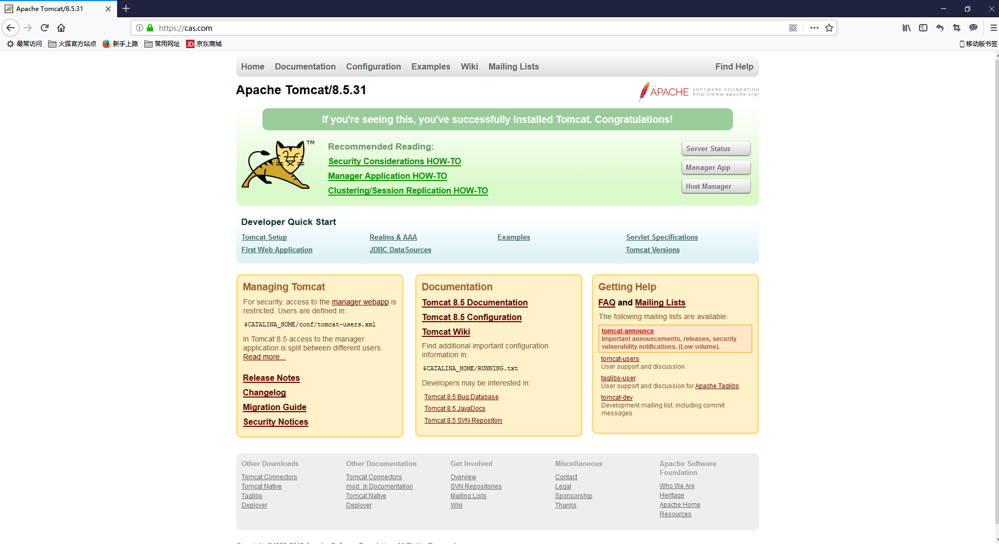 Apache Tomcat/8.5.31
https://cas.com
最常访问 火狐官方站点 新手上路 常用网址 JD 京东商城 移动版书签
Home Documentation Configuration Examples Wiki Mailing Lists Find Help
Apache Tomcat/8.5.31
THE APACHE SOFTWARE FOUNDATION
http://www.apache.org/
If you're seeing this, you've successfully installed Tomcat. Congratulations!
TM
Recommended Reading:
Security Considerations HOW-TO
Manager Application HOW-TO
Clustering/Session Replication HOW-TO
Server Status
Manager App
Host Manager
Developer Quick Start
Tomcat Setup
First Web Application
Realms & AAA
JDBC DataSources
Examples
Servlet Specifications
Tomcat Versions
Managing Tomcat
For security, access to the manager webapp is
restricted. Users are defined in:
$CATALINA_HOME/conf/tomcat-users.xml
In Tomcat 8.5 access to the manager
application is split between different users.
Read more...
Release Notes
Changelog
Migration Guide
Security Notices
Documentation
Tomcat 8.5 Documentation
Tomcat 8.5 Configuration
Tomcat Wiki
Find additional important configuration
information in:
$CATALINA_HOME/RUNNING.txt
Developers may be interested in:
Tomcat 8.5 Bug Database
Tomcat 8.5 JavaDocs
Tomcat 8.5 SVN Repository
Getting Help
FAQ and Mailing Lists
The following mailing lists are available:
tomcat-announce
Important announcements, releases, security
vulnerability notifications. (Low volume).
tomcat-users
User support and discussion
taglibs-user
User support and discussion for Apache Taglibs
tomcat-dev
Development mailing list, including commit
messages
Other Downloads
Tomcat Connectors
Tomcat Native
Taglibs
Deployer
Other Documentation
Tomcat Connectors
mod_jk Documentation
Tomcat Native
Deployer
Get Involved
Overview
SVN Repositories
Mailing Lists
Wiki
Miscellaneous
Contact
Legal
Sponsorship
Thanks
Apache Software
Foundation
Who We Are
Heritage
Apache Home
Resources